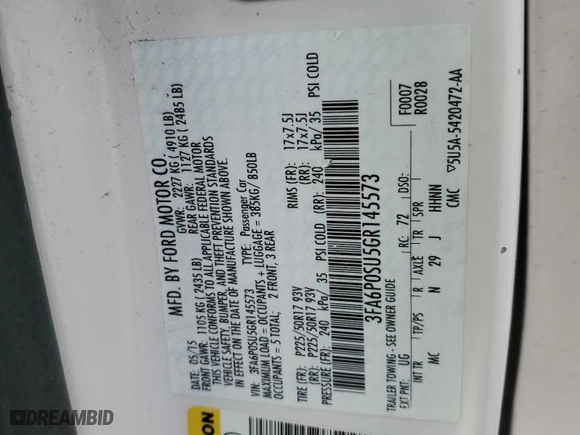 MFD. BY FORD MOTOR CO.
DATE: 05/15 GVWR: 2227 KG (4910 LB)
FRONT GAWR: 1105 KG (2435 LB) REAR GAWR: 1127 KG (2485 LB)
THIS VEHICLE CONFORMS TO ALL APPLICABLE FEDERAL MOTOR
VEHICLE SAFETY, BUMPER, AND THEFT PREVENTION STANDARDS
IN EFFECT ON THE DATE OF MANUFACTURE SHOWN ABOVE.
VIN: 3FA6P0SU5GR145573 TYPE: Passenger Car
MAXIMUM LOAD = OCCUPANTS + LUGGAGE = 385KG/ 850LB
OCCUPANTS = 5 TOTAL; 2 FRONT, 3 REAR
TIRE (FR): P225/50R17 93V RIMS (FR): 17x7.5J
(RR): P225/50R17 93V (RR): 17x7.5J
PRESSURE (FR): 240 kPa/ 35 PSI COLD (RR): 240 kPa/ 35 PSI COLD
3FA6P0SU5GR145573
F0007
R0028
TRAILER TOWING - SEE OWNER GUIDE
EXT PNT: UG RC: 72 DSO:
INT TR TP/PS R AXLE TR SPR
MC N 29 J HHNN
CMC ▽5U5A-5420472-AA
ON
DREAMBID